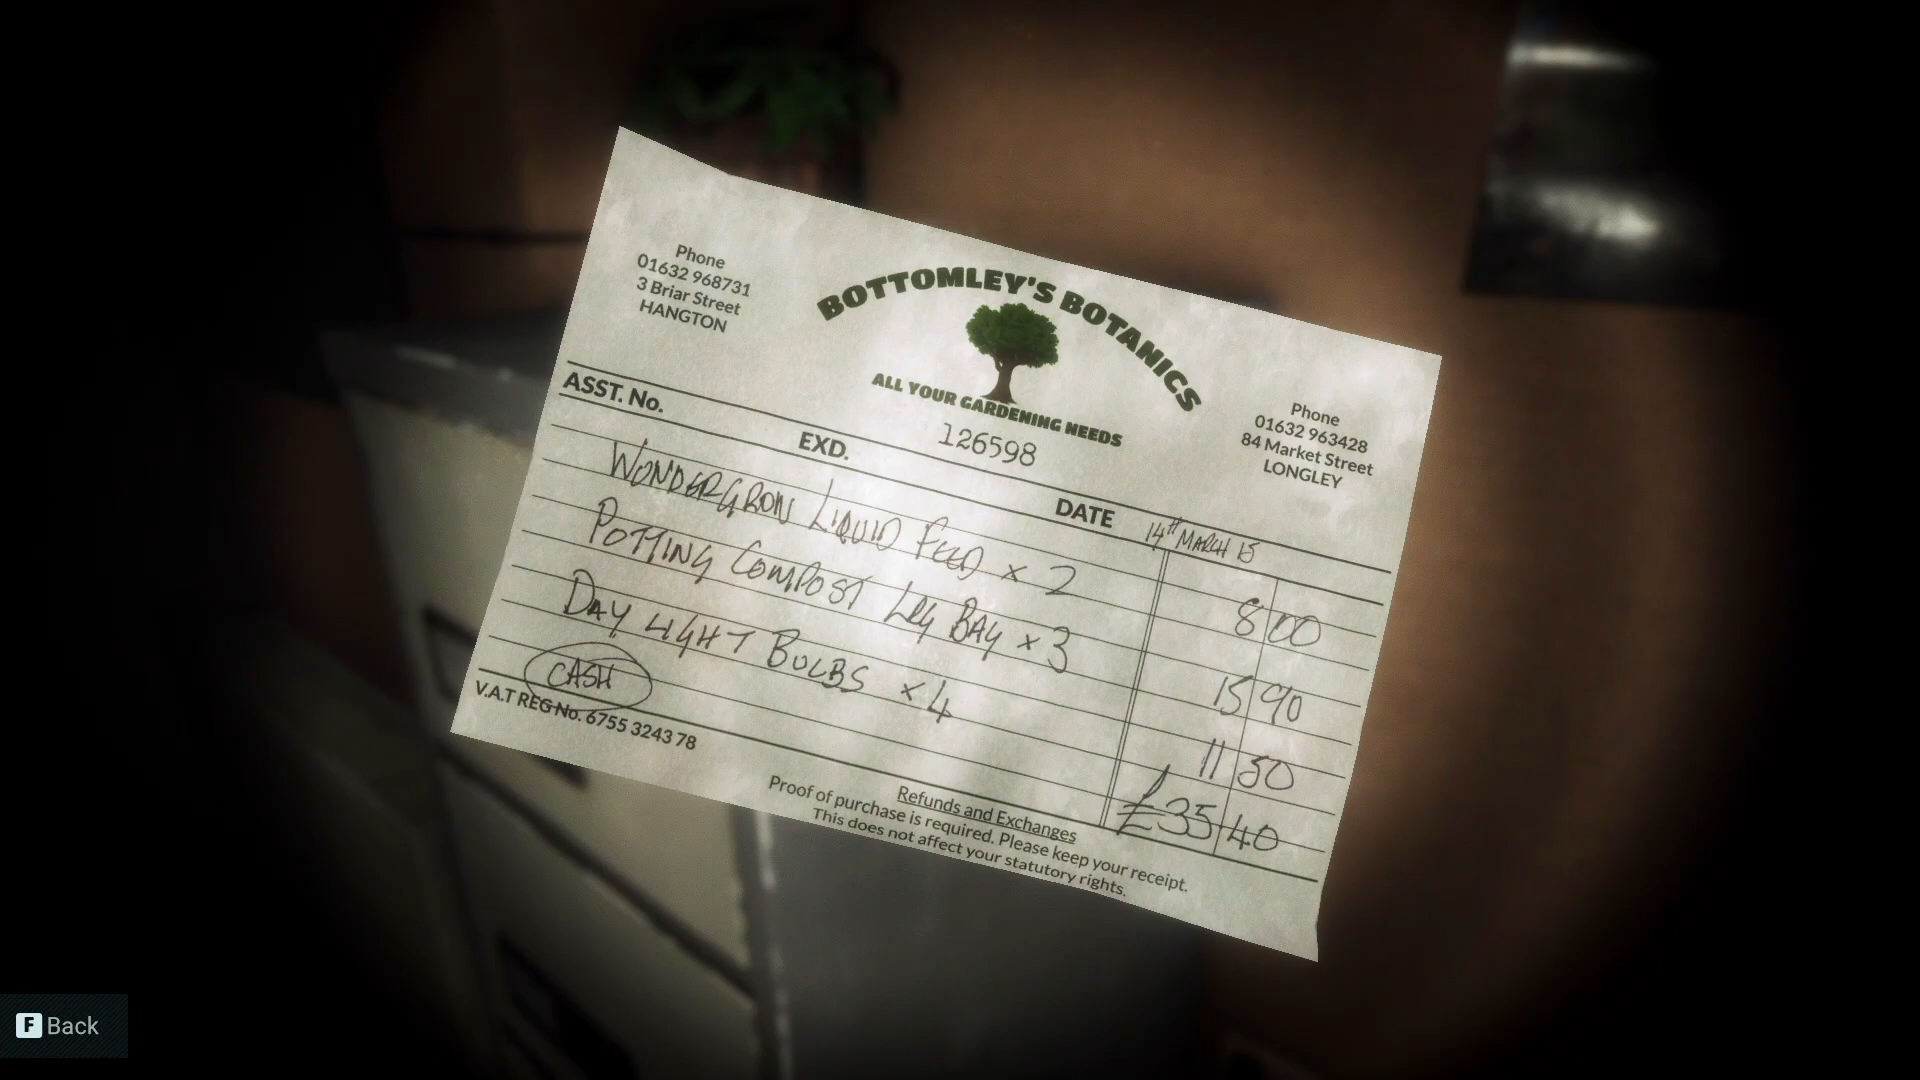 Phone
01632 968731
3 Briar Street
HANGTON
BOTTOMLEY'S BOTANICS
ALL YOUR GARDENING NEEDS
Phone
01632 963428
84 Market Street
LONGLEY
126598
ASST. No.
EXD.
DATE 14TH MARCH 15
WONDERGRON LIQUID FEED x 2 8 00
POTTING COMPOST LRG BAG x 3 15 90
DAY LIGHT BULBS x 4 11 50
CASH £35 40
V.A.T REG No. 6755 3243 78
Refunds and Exchanges
Proof of purchase is required. Please keep your receipt.
This does not affect your statutory rights.
F Back